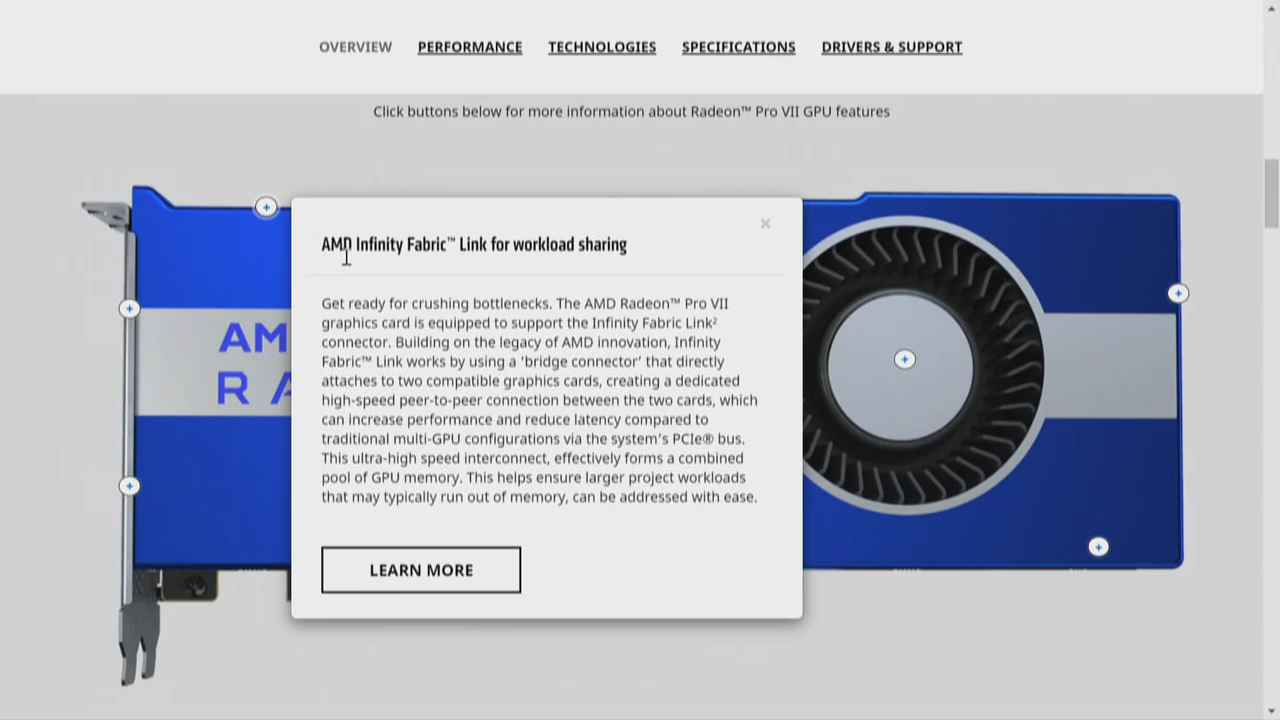 OVERVIEW PERFORMANCE TECHNOLOGIES SPECIFICATIONS DRIVERS & SUPPORT
Click buttons below for more information about Radeon™ Pro VII GPU features
×
AMD Infinity Fabric™ Link for workload sharing
Get ready for crushing bottlenecks. The AMD Radeon™ Pro VII
graphics card is equipped to support the Infinity Fabric Link²
connector. Building on the legacy of AMD innovation, Infinity
Fabric™ Link works by using a ‘bridge connector’ that directly
attaches to two compatible graphics cards, creating a dedicated
high-speed peer-to-peer connection between the two cards, which
can increase performance and reduce latency compared to
traditional multi-GPU configurations via the system’s PCIe® bus.
This ultra-high speed interconnect, effectively forms a combined
pool of GPU memory. This helps ensure larger project workloads
that may typically run out of memory, can be addressed with ease.
LEARN MORE
AM
RA